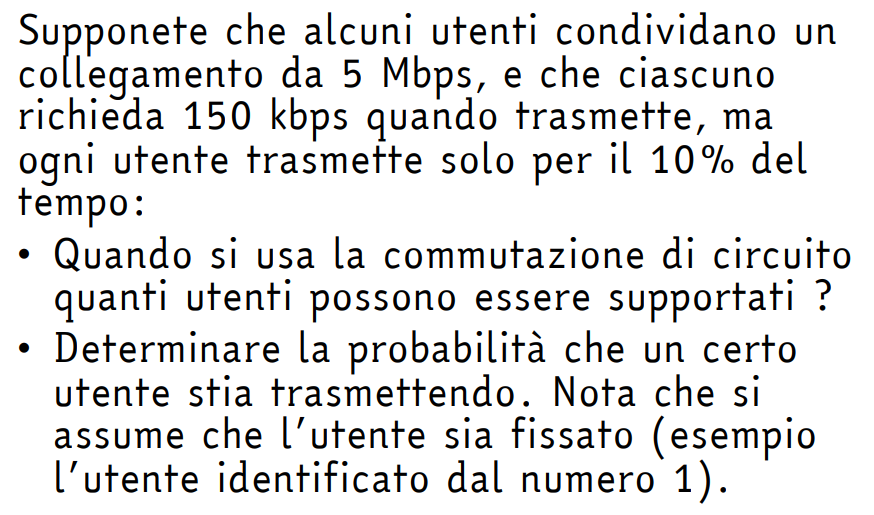 Supponete che alcuni utenti condividano un
collegamento da 5 Mbps, e che ciascuno
richieda 150 kbps quando trasmette, ma
ogni utente trasmette solo per il 10% del
tempo:
• Quando si usa la commutazione di circuito
quanti utenti possono essere supportati ?
• Determinare la probabilità che un certo
utente stia trasmettendo. Nota che si
assume che l’utente sia fissato (esempio
l’utente identificato dal numero 1).